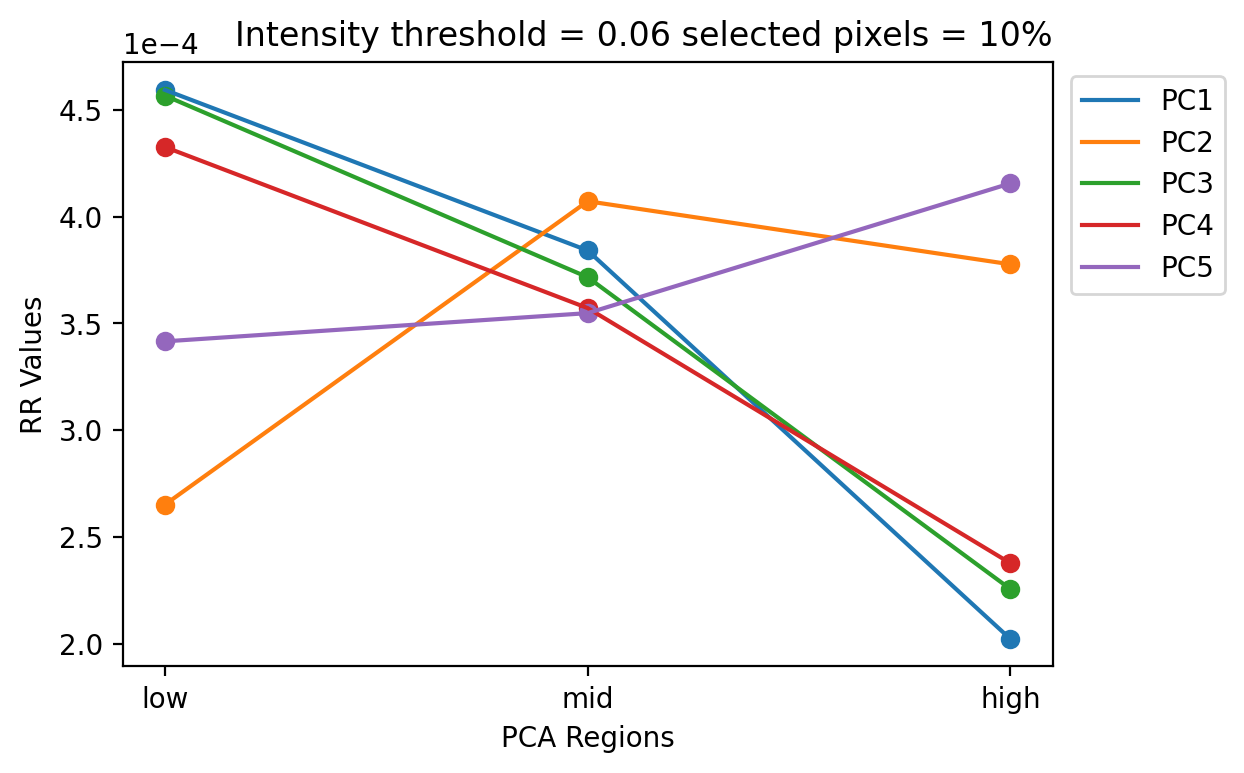 Intensity threshold = 0.06 selected pixels = 10%
1e−4
4.5
4.0
3.5
3.0
2.5
2.0
RR Values
low
mid
high
PCA Regions
PC1
PC2
PC3
PC4
PC5